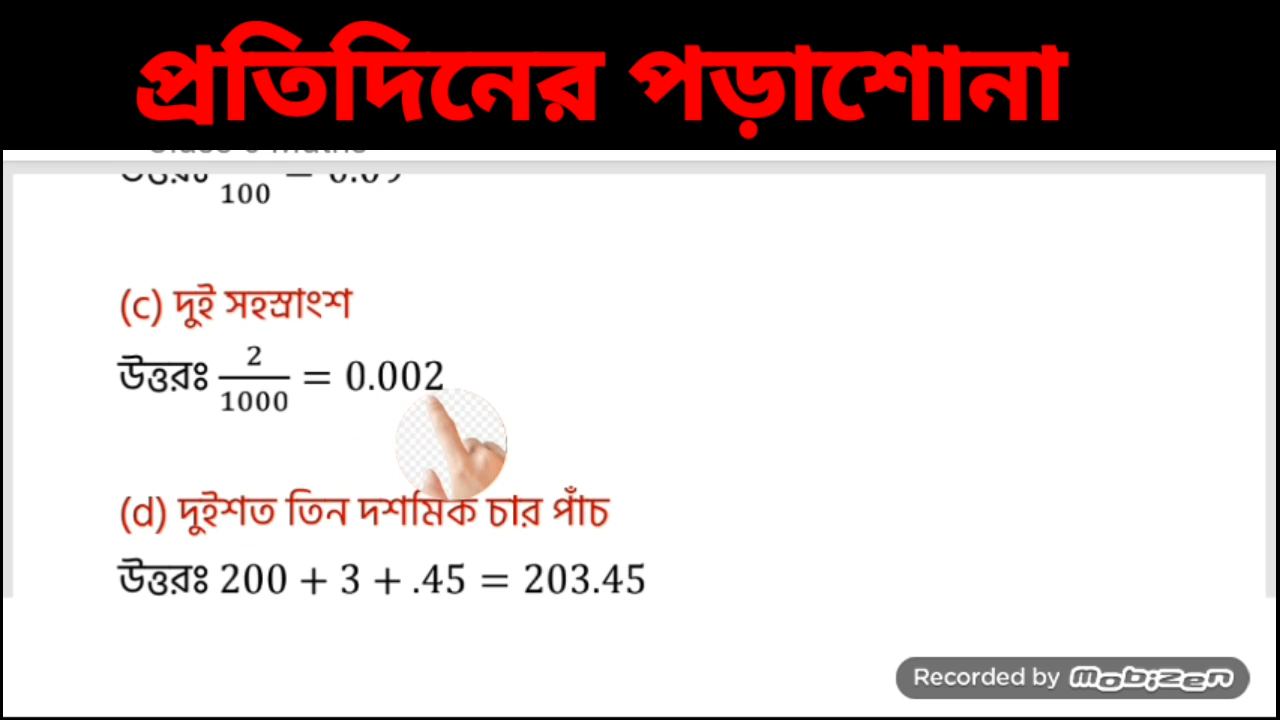 প্রতিদিনের পড়াশোনা
100
(c) দুই সহস্রাংশ
উত্তরঃ 2/1000 = 0.002
(d) দুইশত তিন দশমিক চার পাঁচ
উত্তরঃ 200 + 3 + .45 = 203.45
Recorded by Mobizen